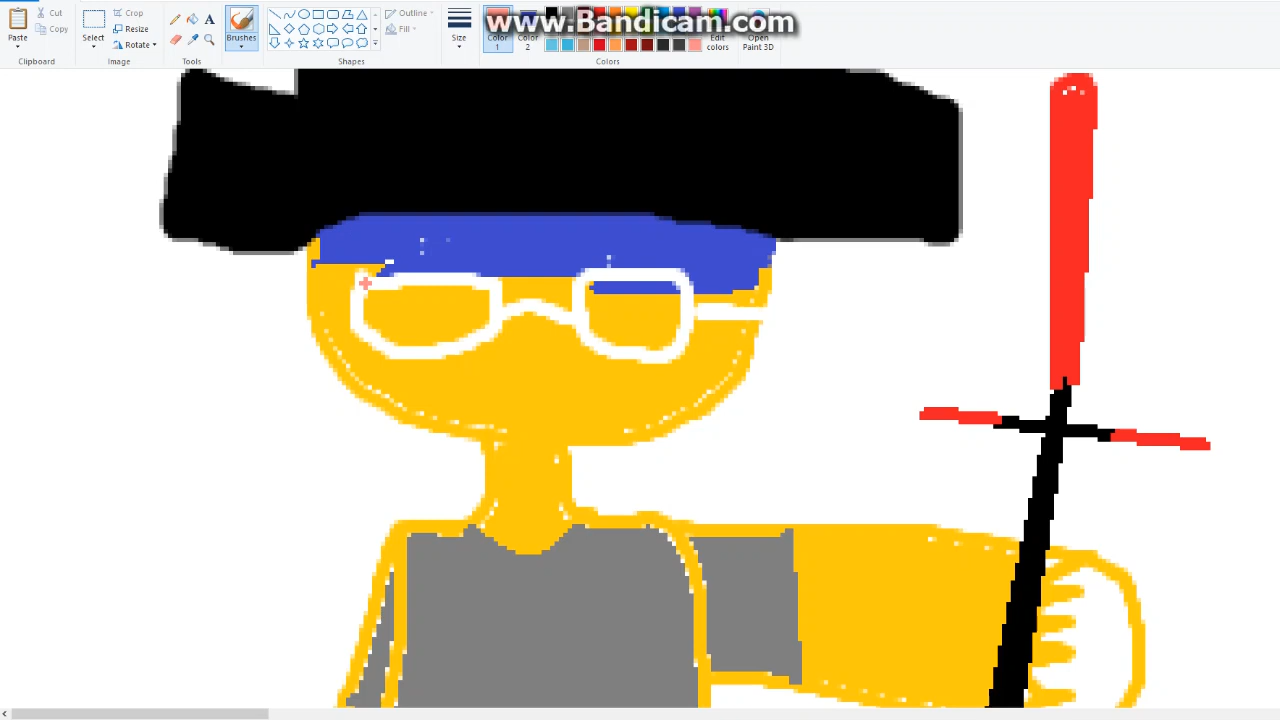 www.Bandicam.com
Cut
Crop
Outline
Copy
Resize
Fill
Paste
Select
Rotate
A
Brushes
Size
Color 1
Color 2
Edit colors
Open Paint 3D
Clipboard
Image
Tools
Shapes
Colors